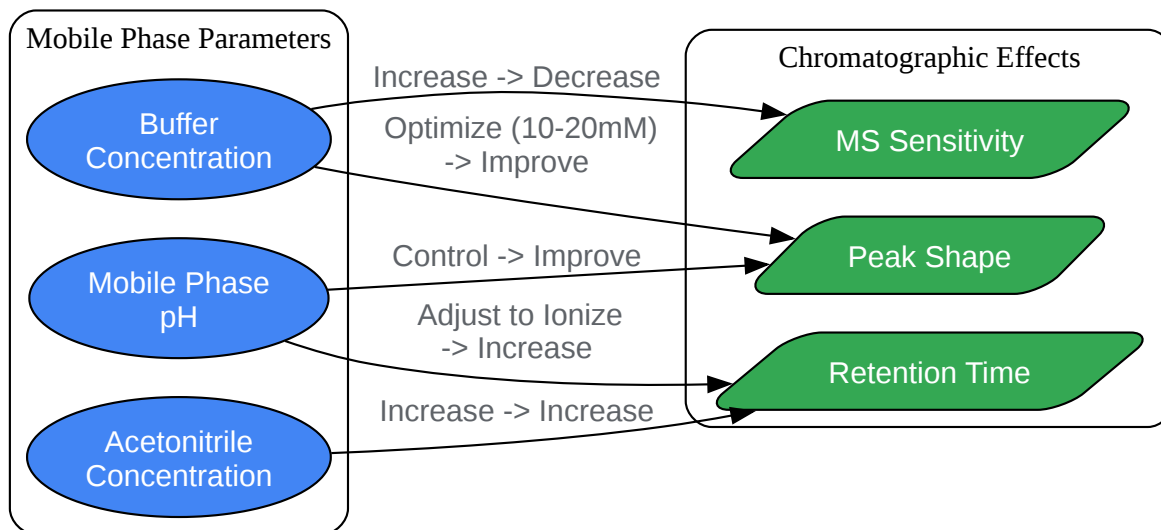 Mobile Phase Parameters
Buffer
Concentration
Mobile Phase
pH
Acetonitrile
Concentration
Increase -> Decrease
Optimize (10-20mM)
-> Improve
Control -> Improve
Adjust to Ionize
-> Increase
Increase -> Increase
Chromatographic Effects
MS Sensitivity
Peak Shape
Retention Time